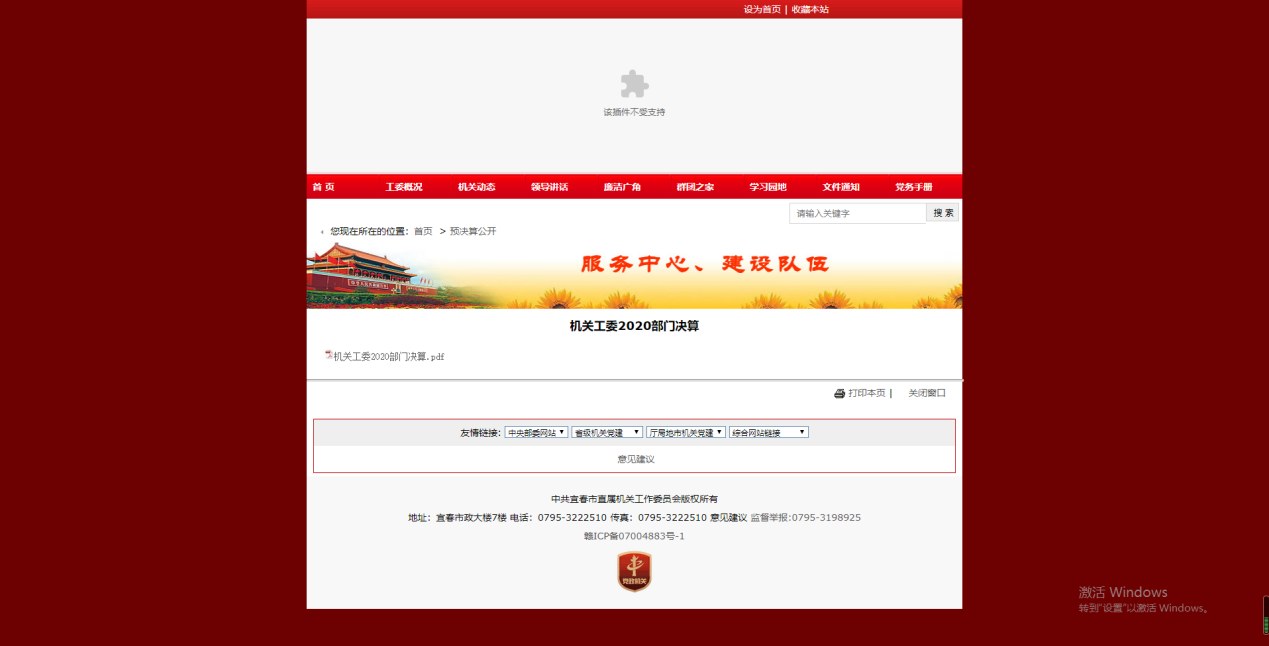 设为首页 | 收藏本站
该插件不受支持
首 页 工委概况 机关动态 领导讲话 廉洁广角 群团之家 学习园地 文件通知 党务手册
请输入关键字 搜 索
您现在所在的位置：首页 > 预决算公开
服务中心、建设队伍
机关工委2020部门决算
机关工委2020部门决算.pdf
打印本页 | 关闭窗口
友情链接：中央部委网站 省级机关党建 厅局地市机关党建 综合网站链接
意见建议
中共宜春市直属机关工作委员会版权所有
地址：宜春市政大楼7楼 电话：0795-3222510 传真：0795-3222510 意见建议 监督举报:0795-3198925
赣ICP备07004883号-1
党政机关
激活 Windows
转到"设置"以激活 Windows。